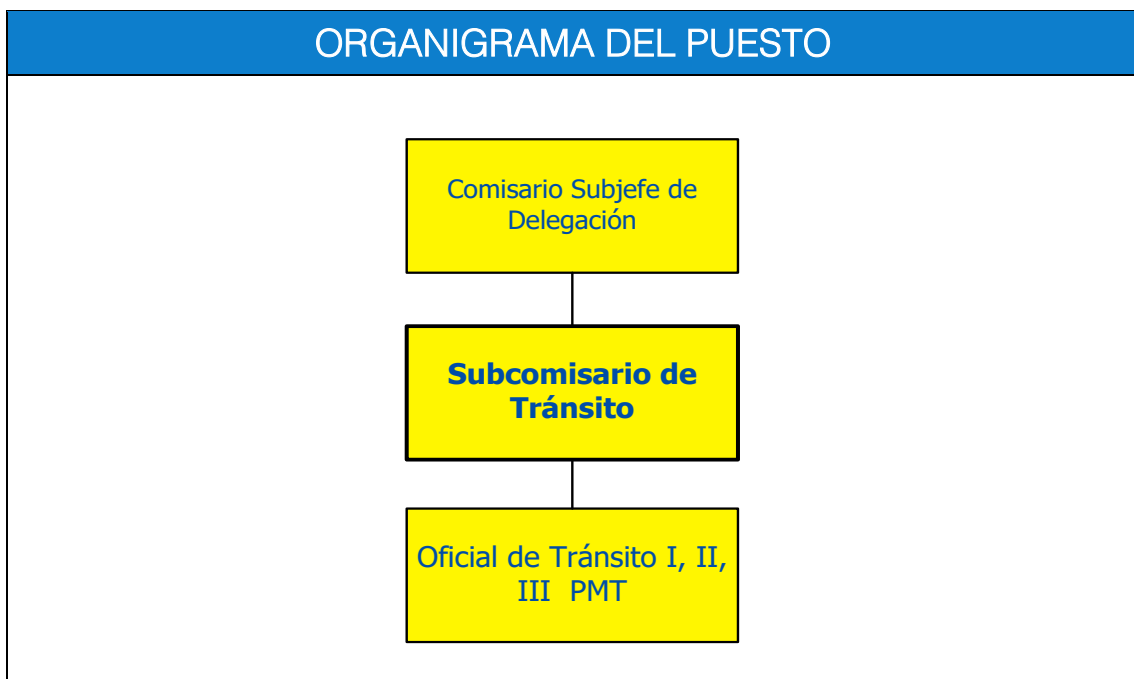 ORGANIGRAMA DEL PUESTO
Comisario Subjefe de
Delegación
Subcomisario de
Tránsito
Oficial de Tránsito I, II,
III PMT